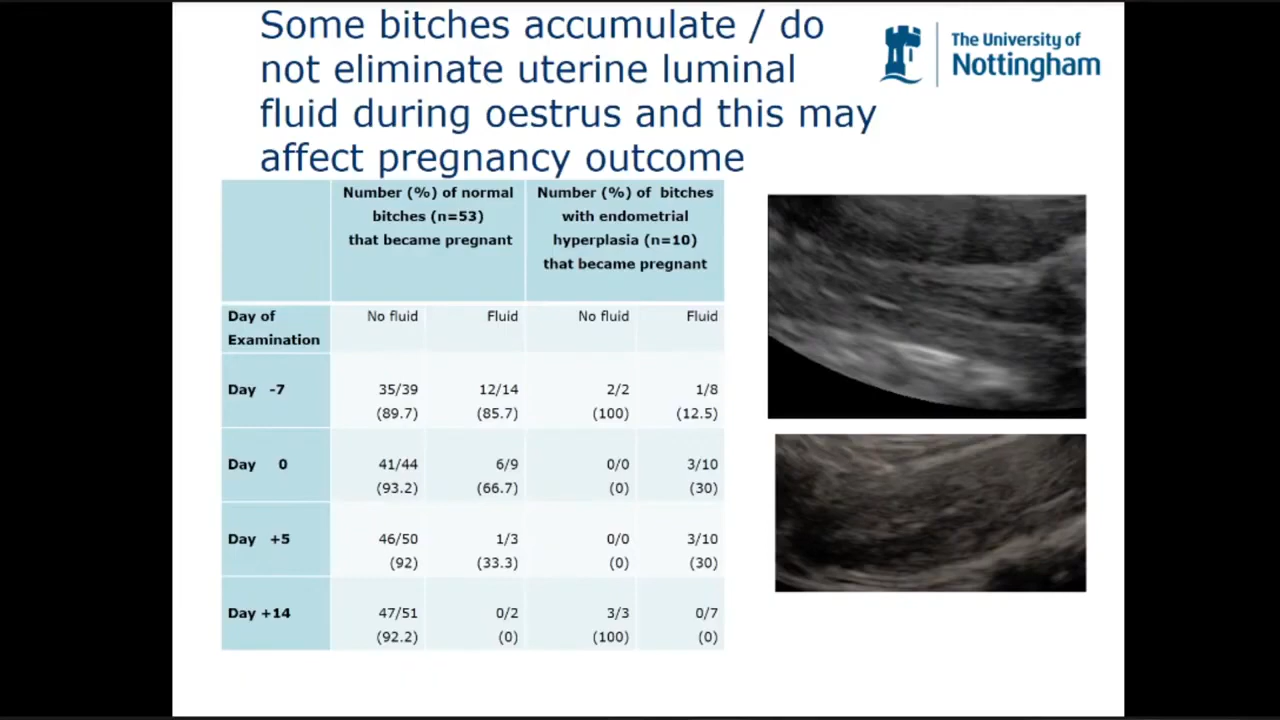 Some bitches accumulate / do
not eliminate uterine luminal
fluid during oestrus and this may
affect pregnancy outcome
The University of
Nottingham
Number (%) of normal
bitches (n=53)
that became pregnant
Number (%) of bitches
with endometrial
hyperplasia (n=10)
that became pregnant
Day of
Examination
No fluid
Fluid
No fluid
Fluid
Day -7
35/39
(89.7)
12/14
(85.7)
2/2
(100)
1/8
(12.5)
Day 0
41/44
(93.2)
6/9
(66.7)
0/0
(0)
3/10
(30)
Day +5
46/50
(92)
1/3
(33.3)
0/0
(0)
3/10
(30)
Day +14
47/51
(92.2)
0/2
(0)
3/3
(100)
0/7
(0)